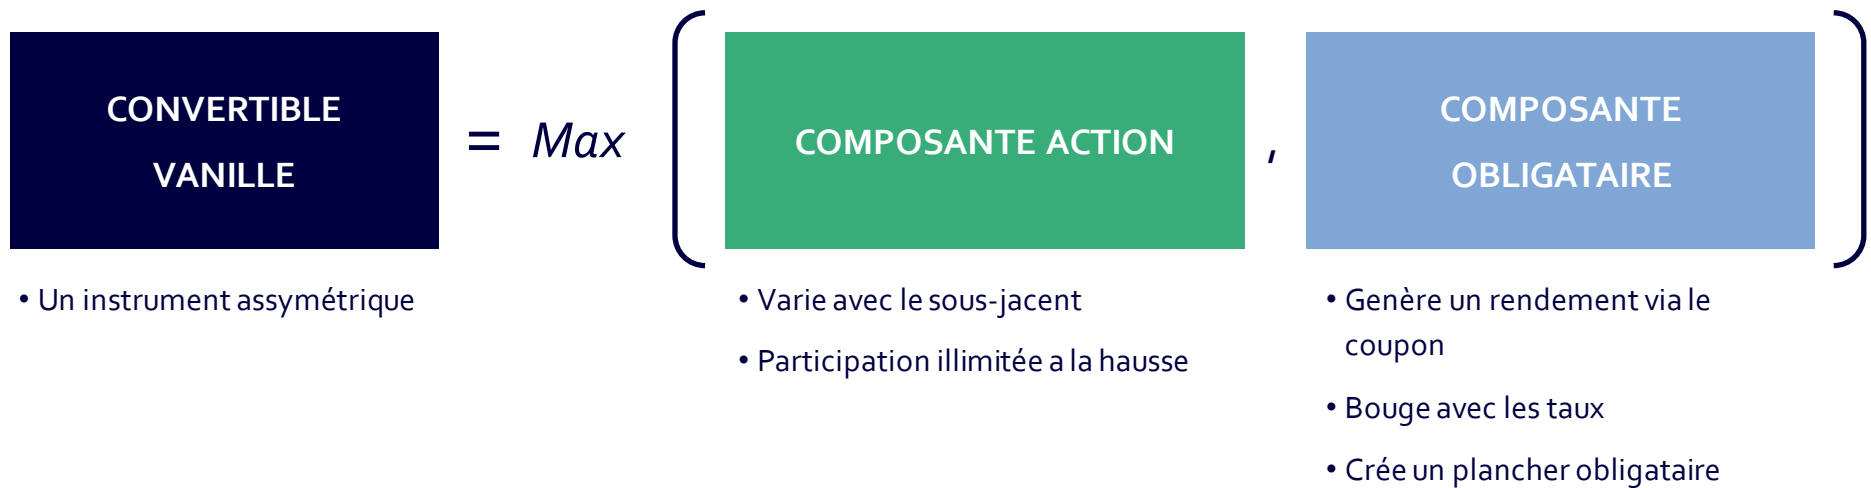 CONVERTIBLE
VANILLE
= Max
COMPOSANTE ACTION
,
COMPOSANTE
OBLIGATAIRE
• Un instrument assymétrique
• Varie avec le sous-jacent
• Participation illimitée a la hausse
• Genère un rendement via le
coupon
• Bouge avec les taux
• Crée un plancher obligataire